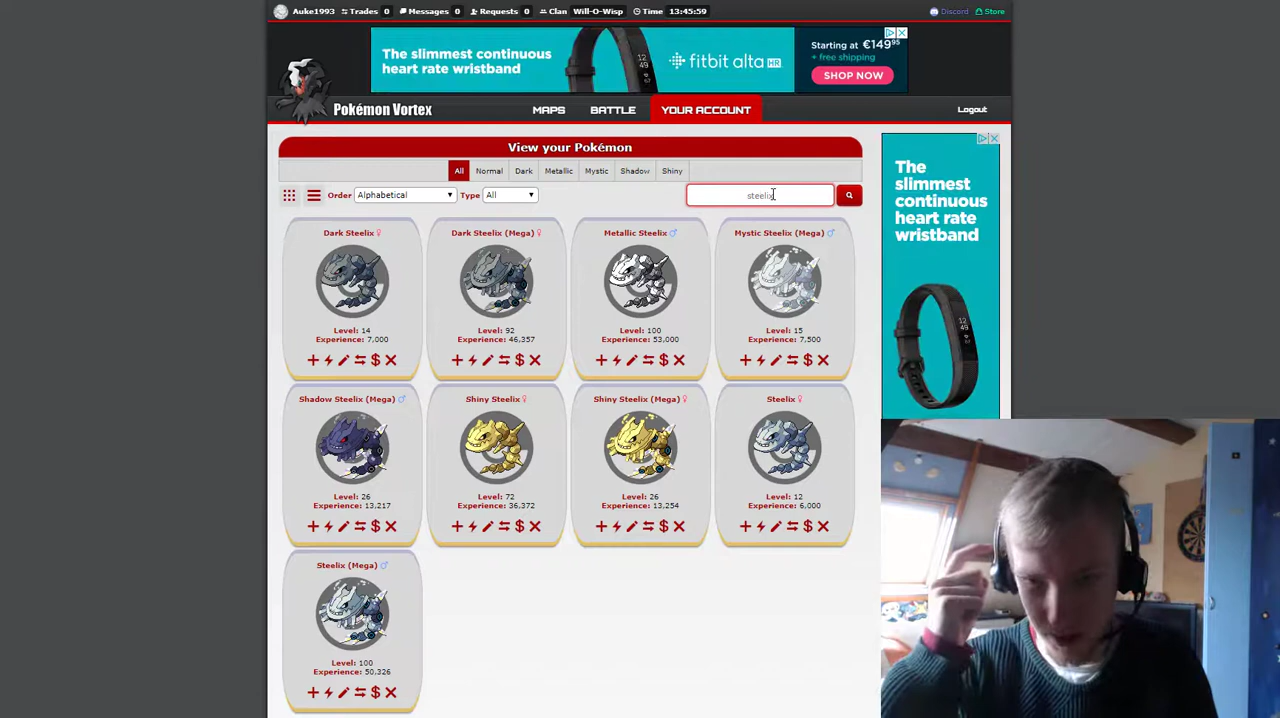 Auke1993 Trades 0 Messages 0 Requests 0 Clan Will-O-Wisp Time 13:45:59 Discord Store
The slimmest continuous
heart rate wristband
fitbit alta HR
Starting at €149⁹⁵
+ free shipping
SHOP NOW
Pokémon Vortex MAPS BATTLE YOUR ACCOUNT Logout
View your Pokémon
All Normal Dark Metallic Mystic Shadow Shiny
Order Alphabetical Type All steelix
Dark Steelix ♀ Dark Steelix (Mega) ♀ Metallic Steelix ♂ Mystic Steelix (Mega) ♂
Level: 14 Level: 92 Level: 100 Level: 15
Experience: 7,000 Experience: 46,357 Experience: 53,000 Experience: 7,500
Shadow Steelix (Mega) ♂ Shiny Steelix ♀ Shiny Steelix (Mega) ♀ Steelix ♀
Level: 26 Level: 72 Level: 26 Level: 12
Experience: 13,217 Experience: 36,372 Experience: 13,254 Experience: 6,000
Steelix (Mega) ♂
Level: 100
Experience: 50,326
The
slimmest
continuous
heart rate
wristband